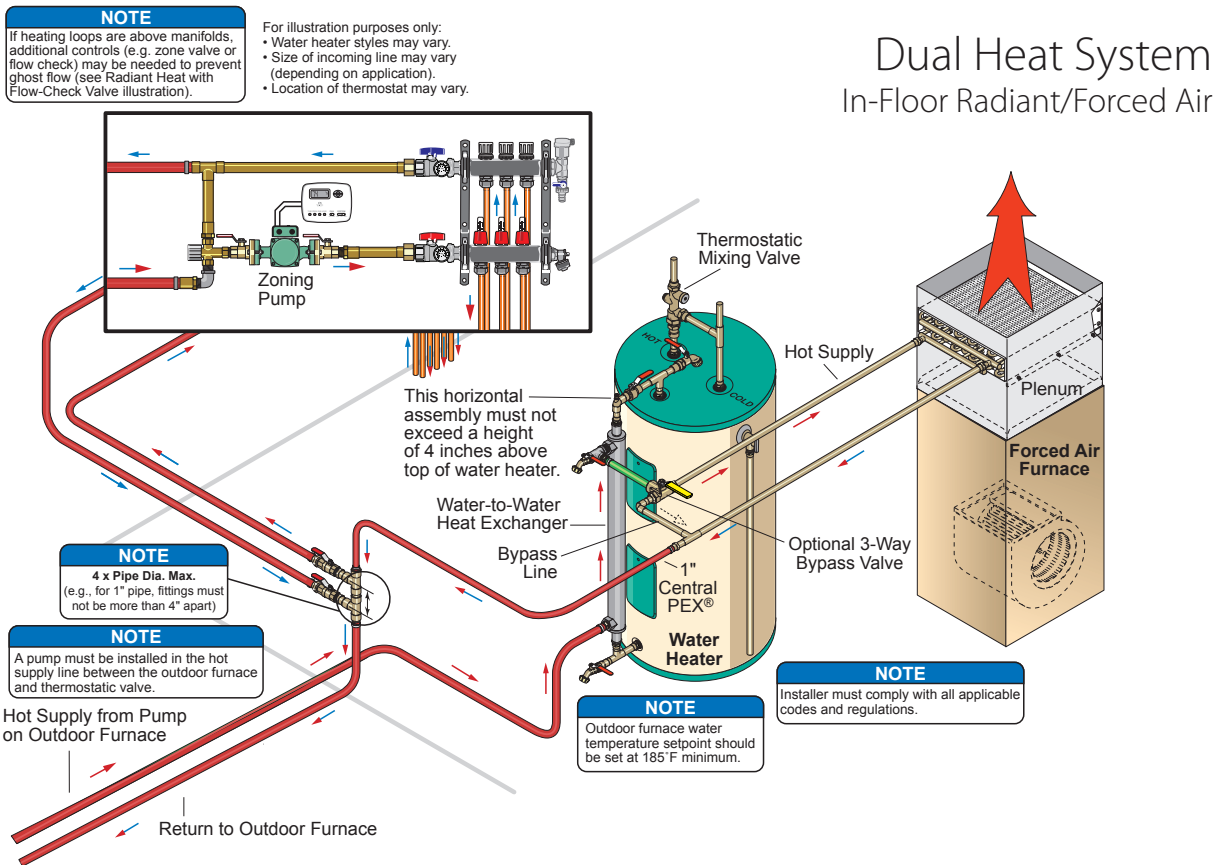 NOTE
If heating loops are above manifolds,
additional controls (e.g. zone valve or
flow check) may be needed to prevent
ghost flow (see Radiant Heat with
Flow-Check Valve illustration).
For illustration purposes only:
• Water heater styles may vary.
• Size of incoming line may vary
(depending on application).
• Location of thermostat may vary.
Dual Heat System
In-Floor Radiant/Forced Air
Zoning
Pump
Thermostatic
Mixing Valve
HOT
COLD
Hot Supply
Plenum
Forced Air
Furnace
This horizontal
assembly must not
exceed a height
of 4 inches above
top of water heater.
Water-to-Water
Heat Exchanger
Bypass
Line
1"
Central
PEX®
Optional 3-Way
Bypass Valve
Water
Heater
NOTE
4 x Pipe Dia. Max.
(e.g., for 1" pipe, fittings must
not be more than 4" apart)
NOTE
A pump must be installed in the hot
supply line between the outdoor furnace
and thermostatic valve.
NOTE
Installer must comply with all applicable
codes and regulations.
NOTE
Outdoor furnace water
temperature setpoint should
be set at 185˚F minimum.
Hot Supply from Pump
on Outdoor Furnace
Return to Outdoor Furnace